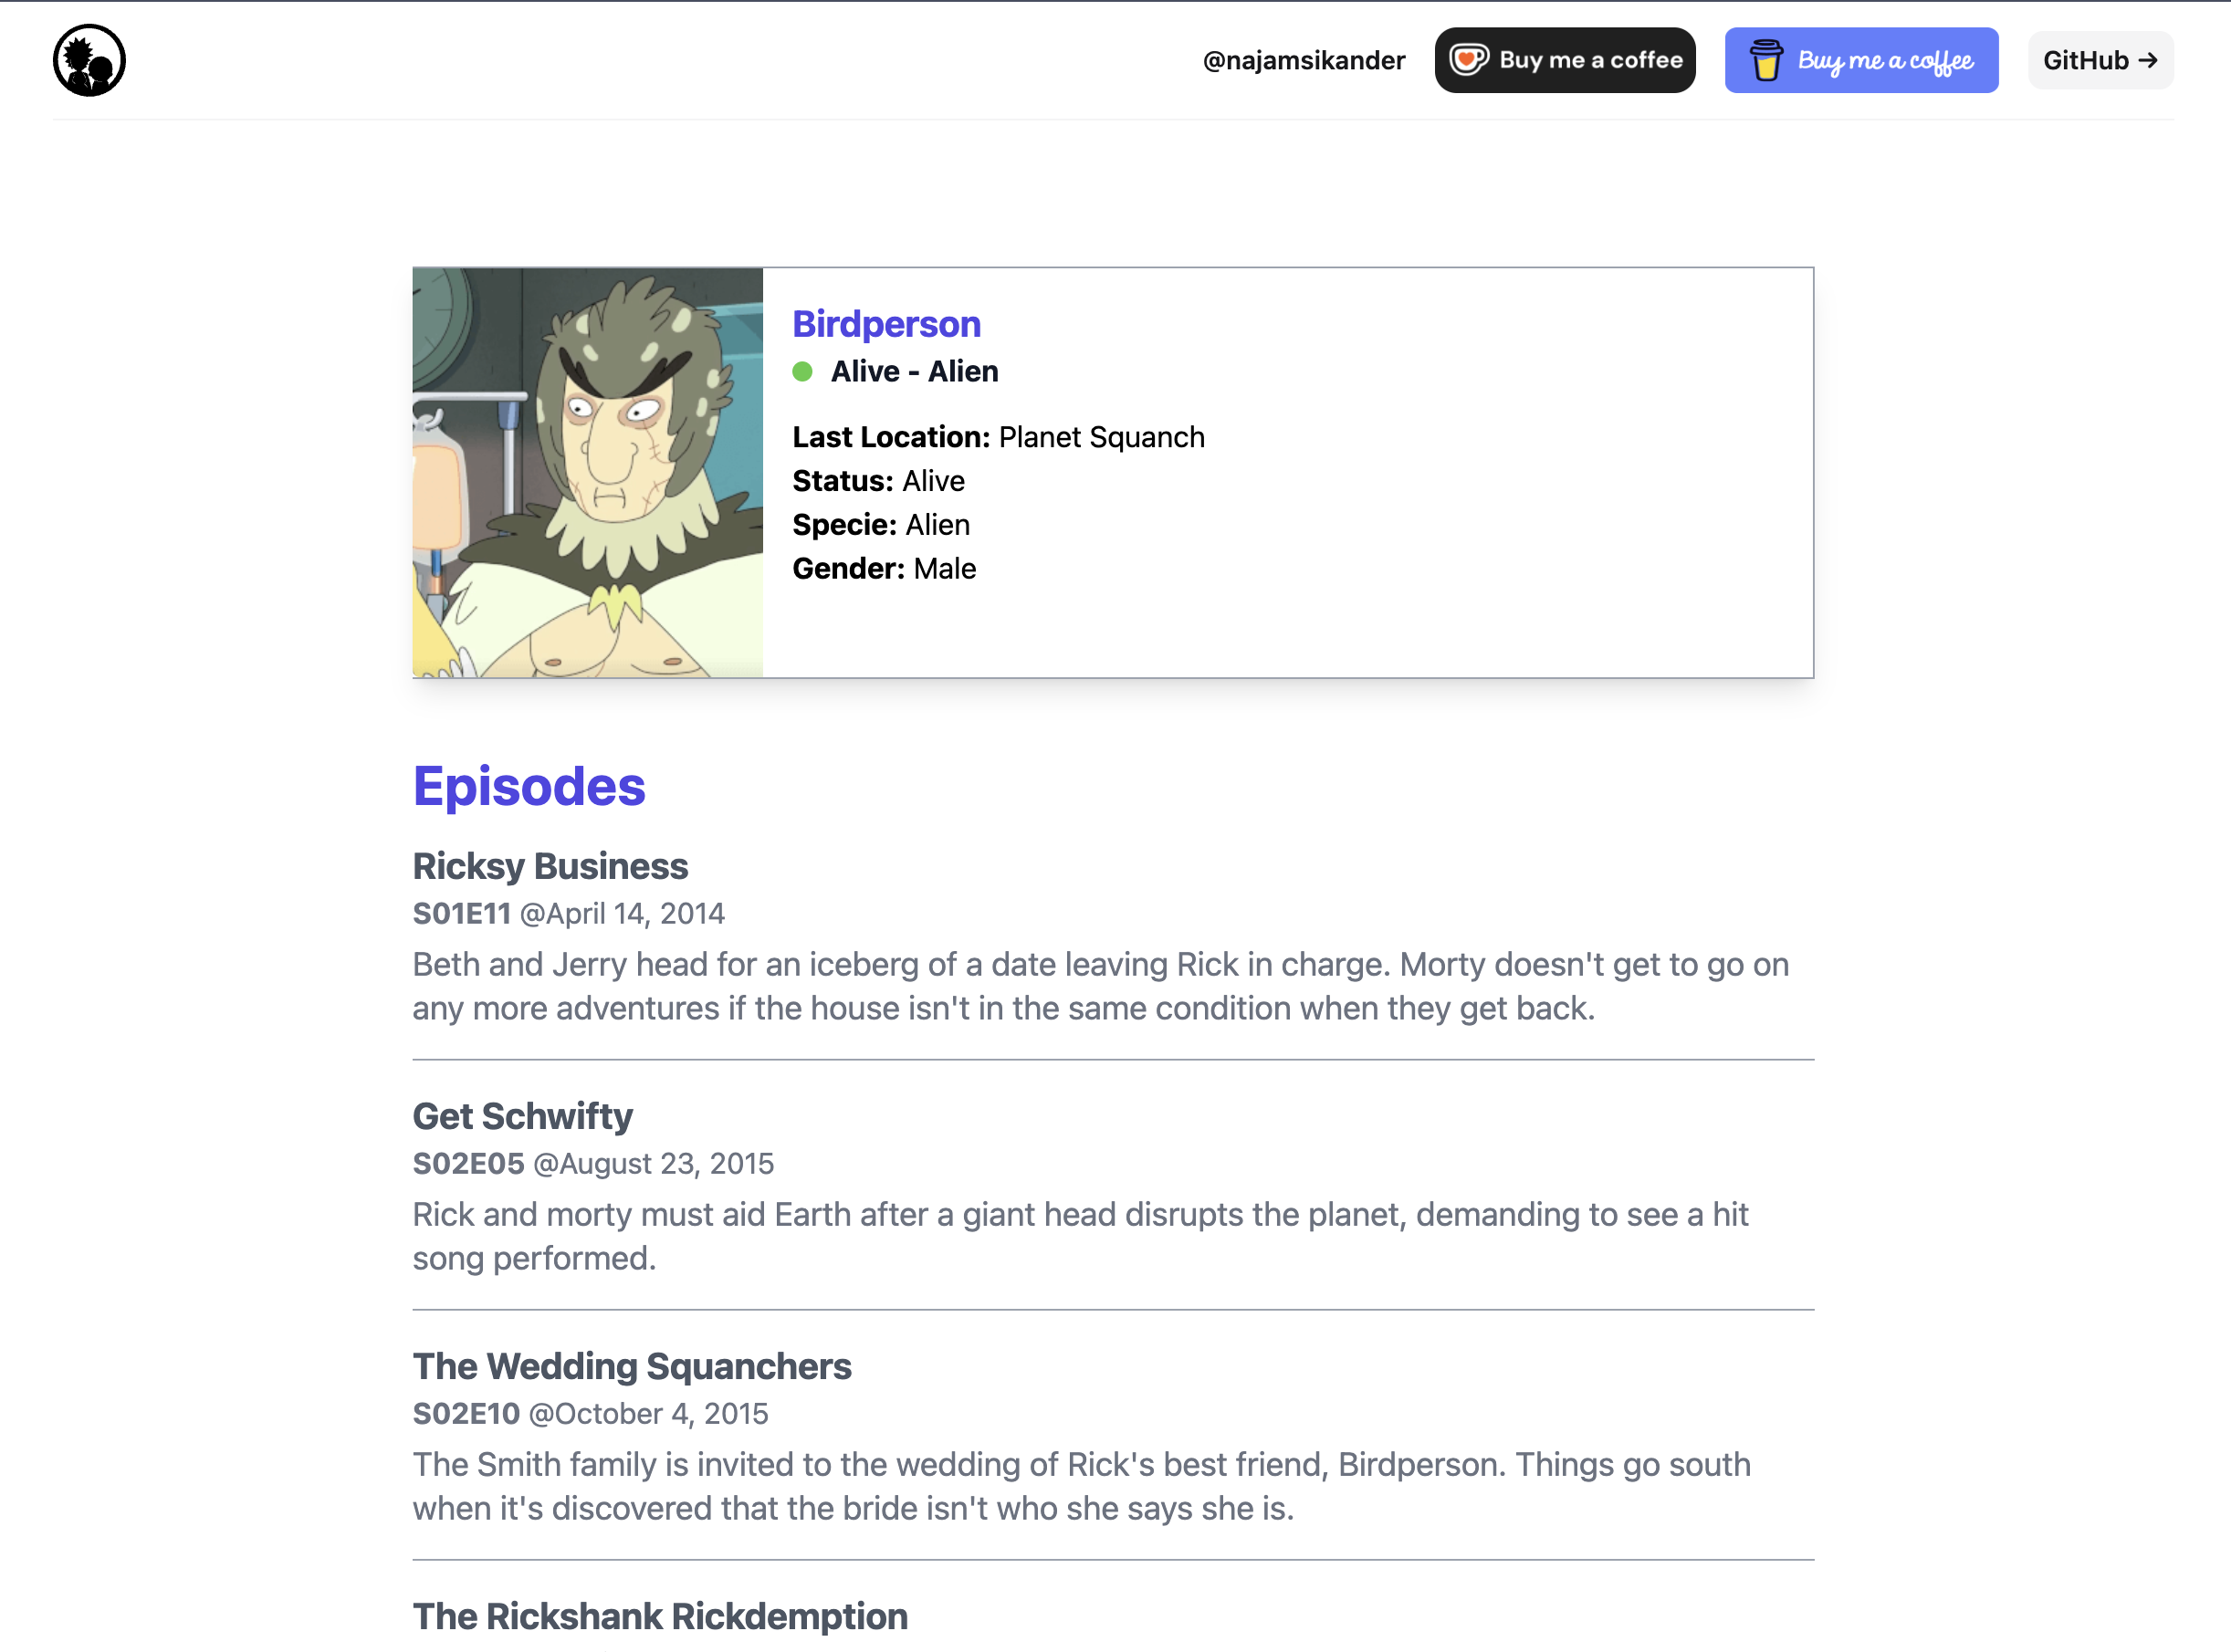 @najamsikander
Buy me a coffee
Buy me a coffee
GitHub →
Birdperson
Alive - Alien
Last Location: Planet Squanch
Status: Alive
Specie: Alien
Gender: Male
Episodes
Ricksy Business
S01E11 @April 14, 2014
Beth and Jerry head for an iceberg of a date leaving Rick in charge. Morty doesn't get to go on
any more adventures if the house isn't in the same condition when they get back.
Get Schwifty
S02E05 @August 23, 2015
Rick and morty must aid Earth after a giant head disrupts the planet, demanding to see a hit
song performed.
The Wedding Squanchers
S02E10 @October 4, 2015
The Smith family is invited to the wedding of Rick's best friend, Birdperson. Things go south
when it's discovered that the bride isn't who she says she is.
The Rickshank Rickdemption